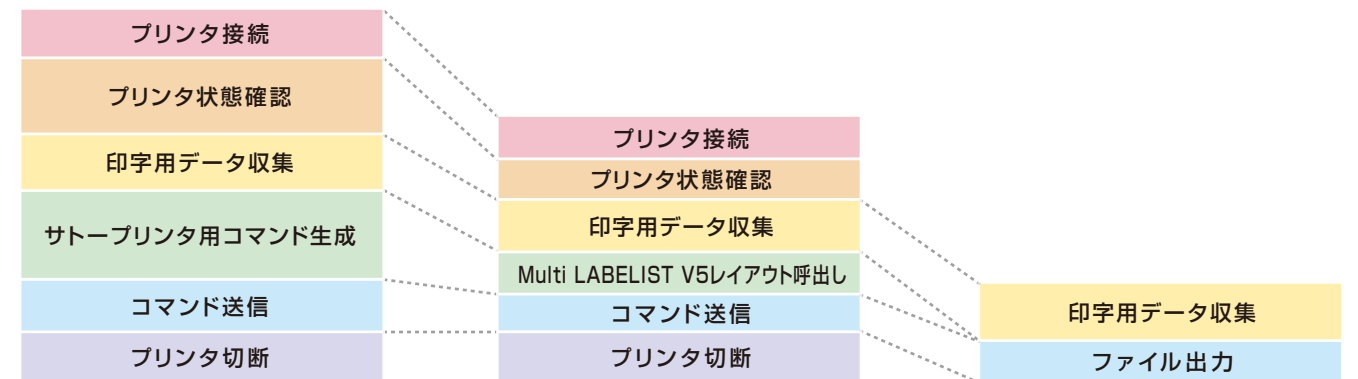 プリンタ接続
プリンタ状態確認
印字用データ収集
サトープリンタ用コマンド生成
コマンド送信
プリンタ切断
プリンタ接続
プリンタ状態確認
印字用データ収集
Multi LABELIST V5レイアウト呼出し
コマンド送信
プリンタ切断
印字用データ収集
ファイル出力